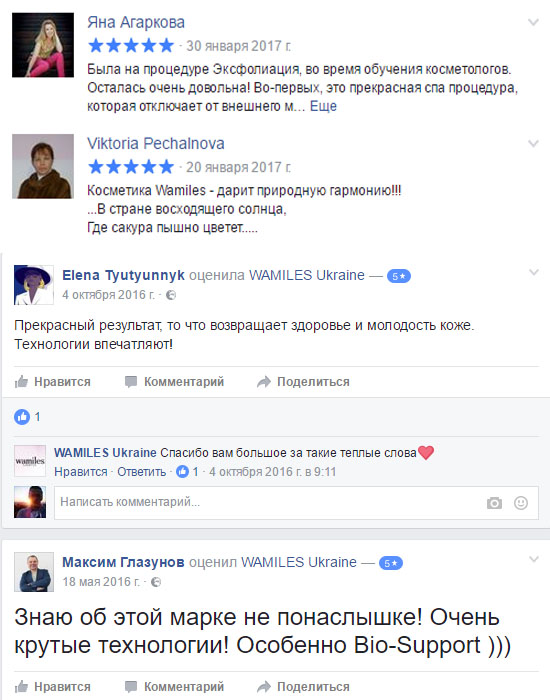 Яна Агаркова
· 30 января 2017 г.
Была на процедуре Эксфолиация, во время обучения косметологов.
Осталась очень довольна! Во-первых, это прекрасная спа процедура,
которая отключает от внешнего м… Еще
Viktoria Pechalnova
· 20 января 2017 г.
Косметика Wamiles - дарит природную гармонию!!!
...В стране восходящего солнца,
Где сакура пышно цветет.....
Elena Tyutyunnyk оценила WAMILES Ukraine — 5★
4 октября 2016 г. ·
Прекрасный результат, то что возвращает здоровье и молодость коже.
Технологии впечатляют!
Нравится Комментарий Поделиться
1
wamiles
WAMILES Ukraine Спасибо вам большое за такие теплые слова❤
Нравится · Ответить · 1 · 4 октября 2016 г. в 9:11
Написать комментарий...
Максим Глазунов оценил WAMILES Ukraine — 5★
18 мая 2016 г. ·
Знаю об этой марке не понаслышке! Очень
крутые технологии! Особенно Bio-Support )))
Нравится Комментарий Поделиться